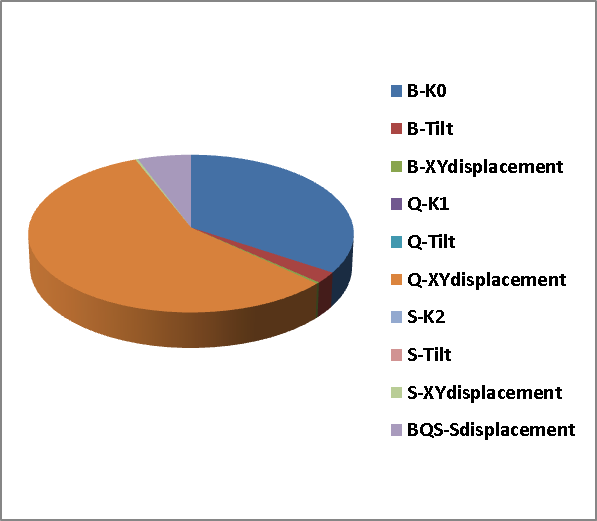 B-K0
B-Tilt
B-XYdisplacement
Q-K1
Q-Tilt
Q-XYdisplacement
S-K2
S-Tilt
S-XYdisplacement
BQS-Sdisplacement